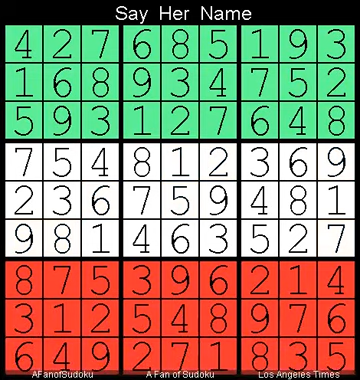 Say Her Name
4 2 7 6 8 5 1 9 3
1 6 8 9 3 4 7 5 2
5 9 3 1 2 7 6 4 8
7 5 4 8 1 2 3 6 9
2 3 6 7 5 9 4 8 1
9 8 1 4 6 3 5 2 7
8 7 5 3 9 6 2 1 4
3 1 2 5 4 8 9 7 6
6 4 9 2 7 1 8 3 5
AFanofSudoku A Fan of Sudoku Los Angeles Times